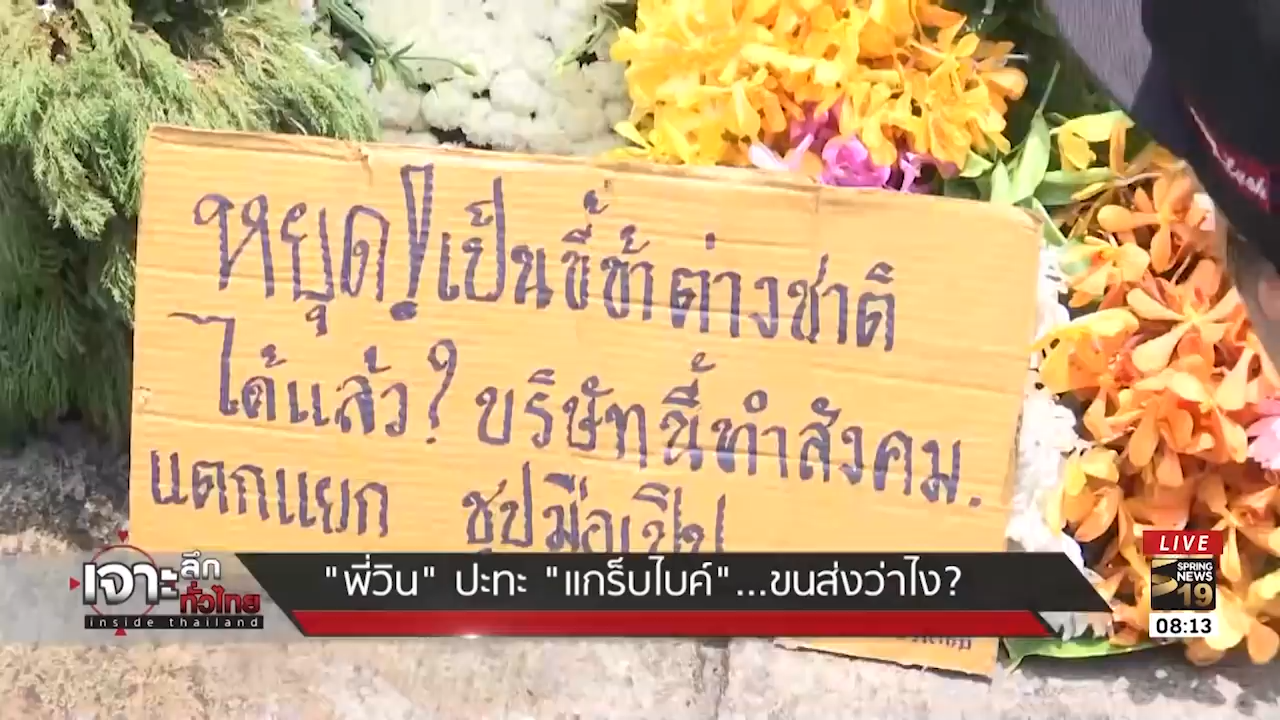 หยุด! เป็นขี้ข้าต่างชาติ
ได้แล้ว? บริษัทนี้ทำสังคม.
แตกแยก ชุปมือเปิป
เจาะลึกทั่วไทย
inside thailand
"พี่วิน" ปะทะ "แกร็บไบค์"...ขนส่งว่าไง?
LIVE
SPRING NEWS
19
08:13